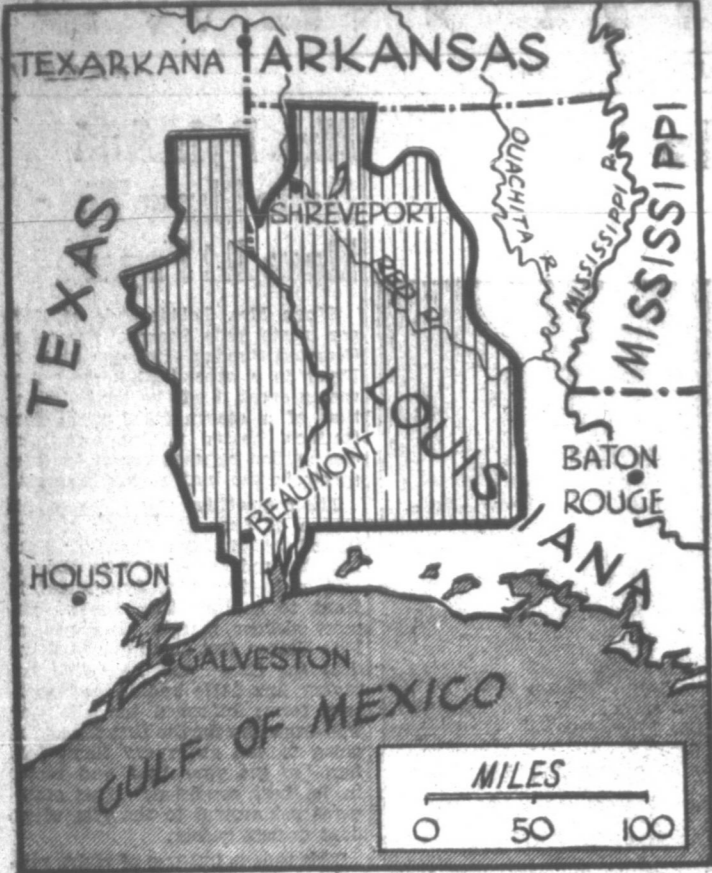 TEXARKANA
ARKANSAS
OUACHITA R.
MISSISSIPPI R.
MISSISSIPPI
SHREVEPORT
TEXAS
RED R.
LOUISIANA
BEAUMONT
BATON
ROUGE
HOUSTON
GALVESTON
GULF OF MEXICO
MILES
0 50 100